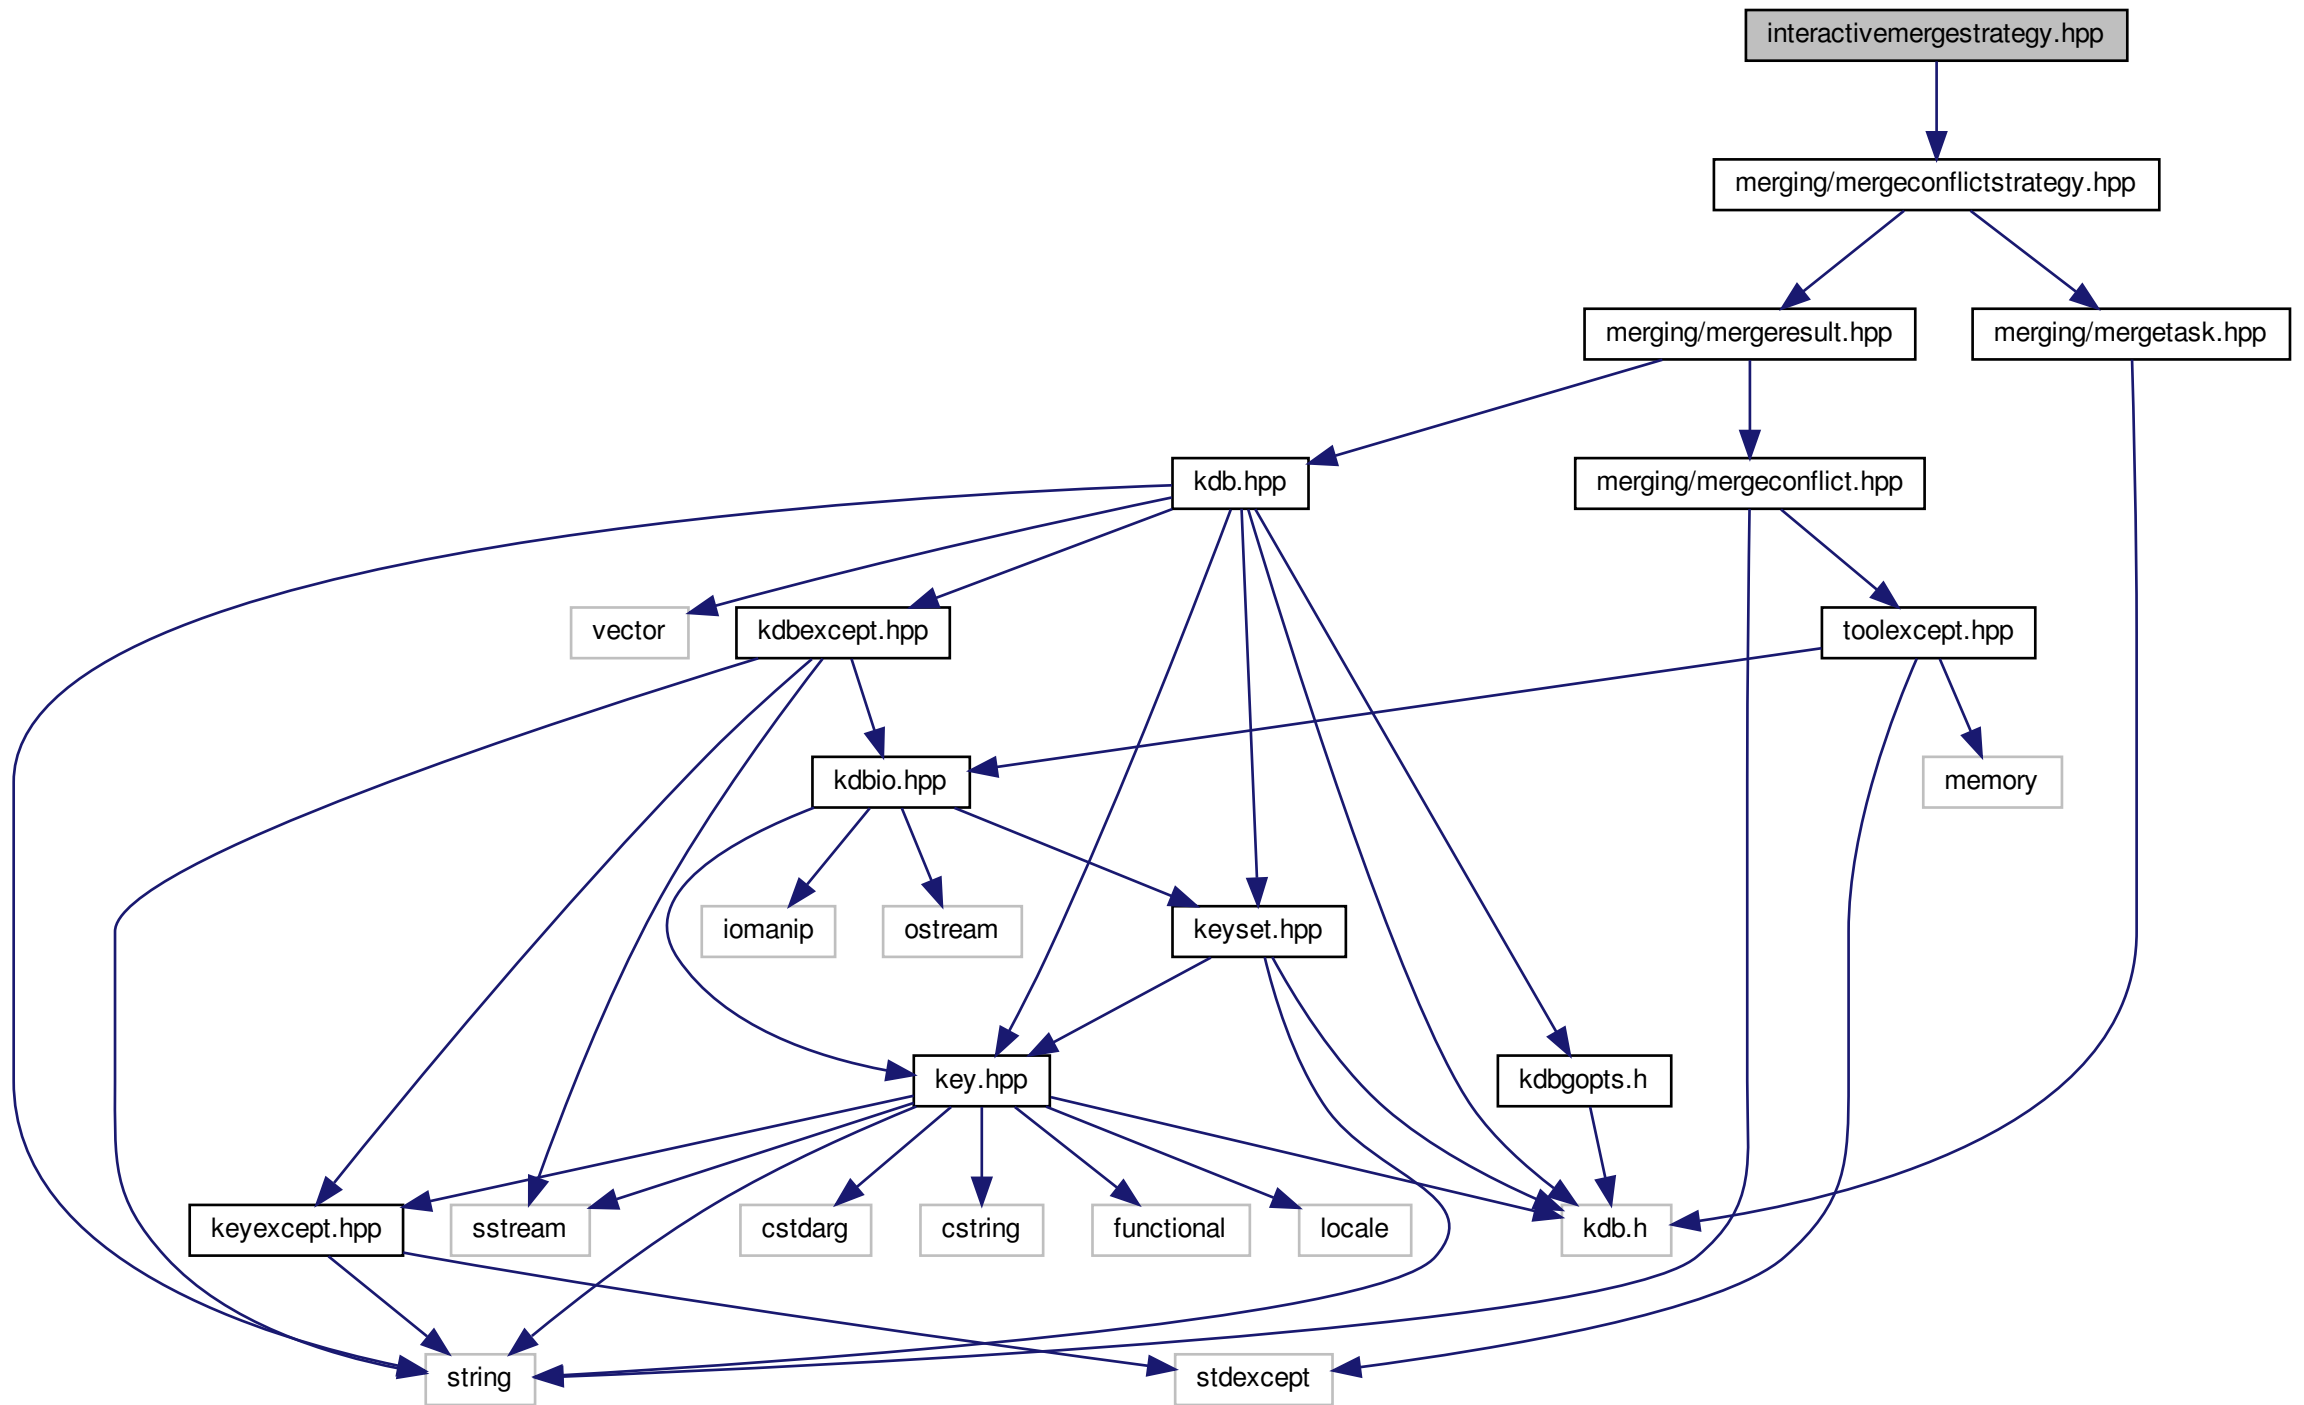 interactivemergestrategy.hpp
merging/mergeconflictstrategy.hpp
merging/mergeresult.hpp
merging/mergetask.hpp
kdb.hpp
merging/mergeconflict.hpp
vector
kdbexcept.hpp
toolexcept.hpp
kdbio.hpp
memory
iomanip
ostream
keyset.hpp
key.hpp
kdbgopts.h
keyexcept.hpp
sstream
cstdarg
cstring
functional
locale
kdb.h
string
stdexcept